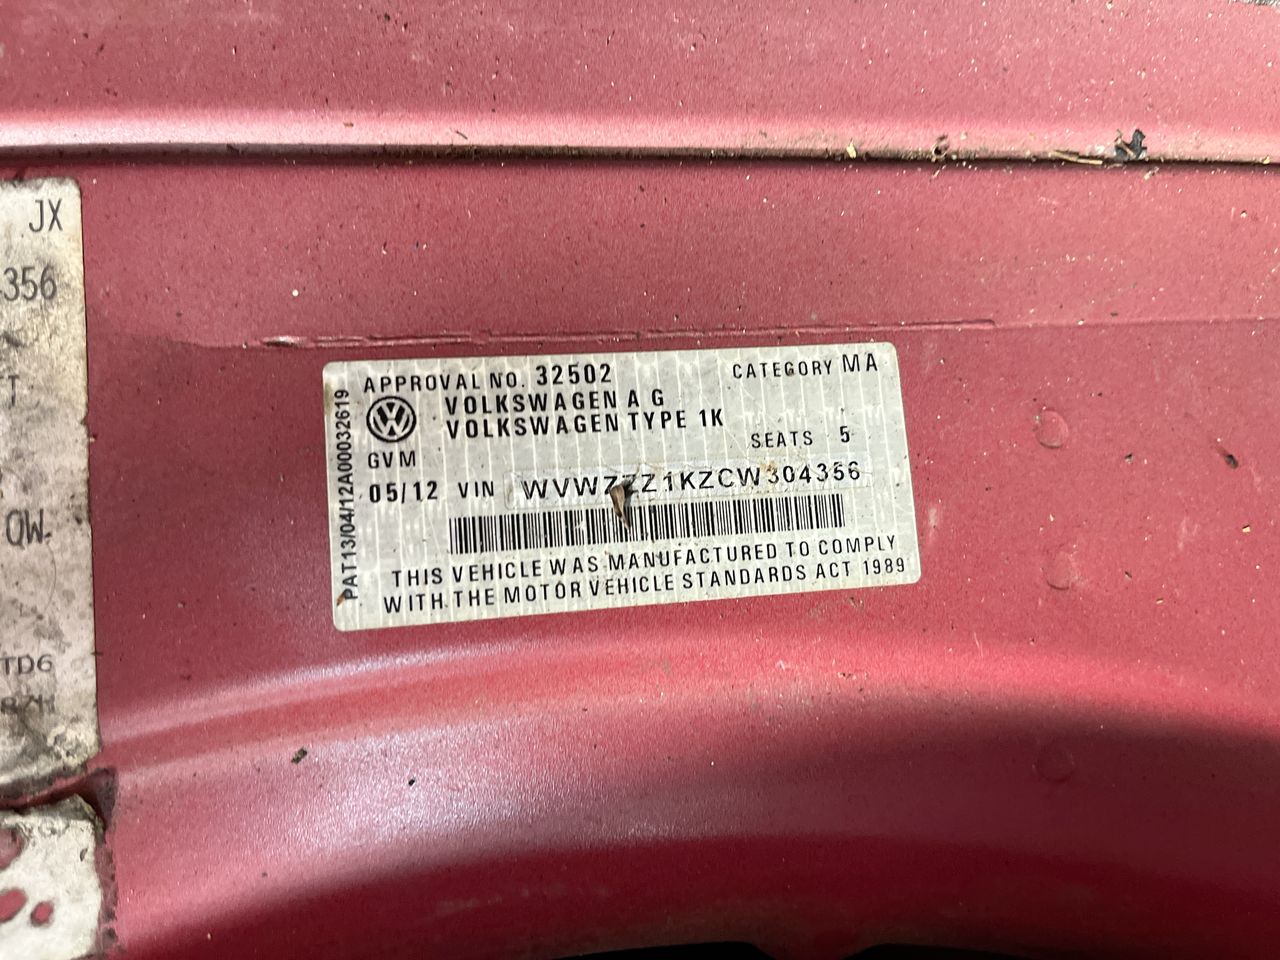 JX
356
T
QW.
TD6
APPROVAL NO. 32502
CATEGORY MA
VOLKSWAGEN A G
VOLKSWAGEN TYPE 1K
SEATS 5
GVM
05/12 VIN WVWZZZ1KZCW304356
THIS VEHICLE WAS MANUFACTURED TO COMPLY
WITH THE MOTOR VEHICLE STANDARDS ACT 1989
PAT13/04/12A00032619